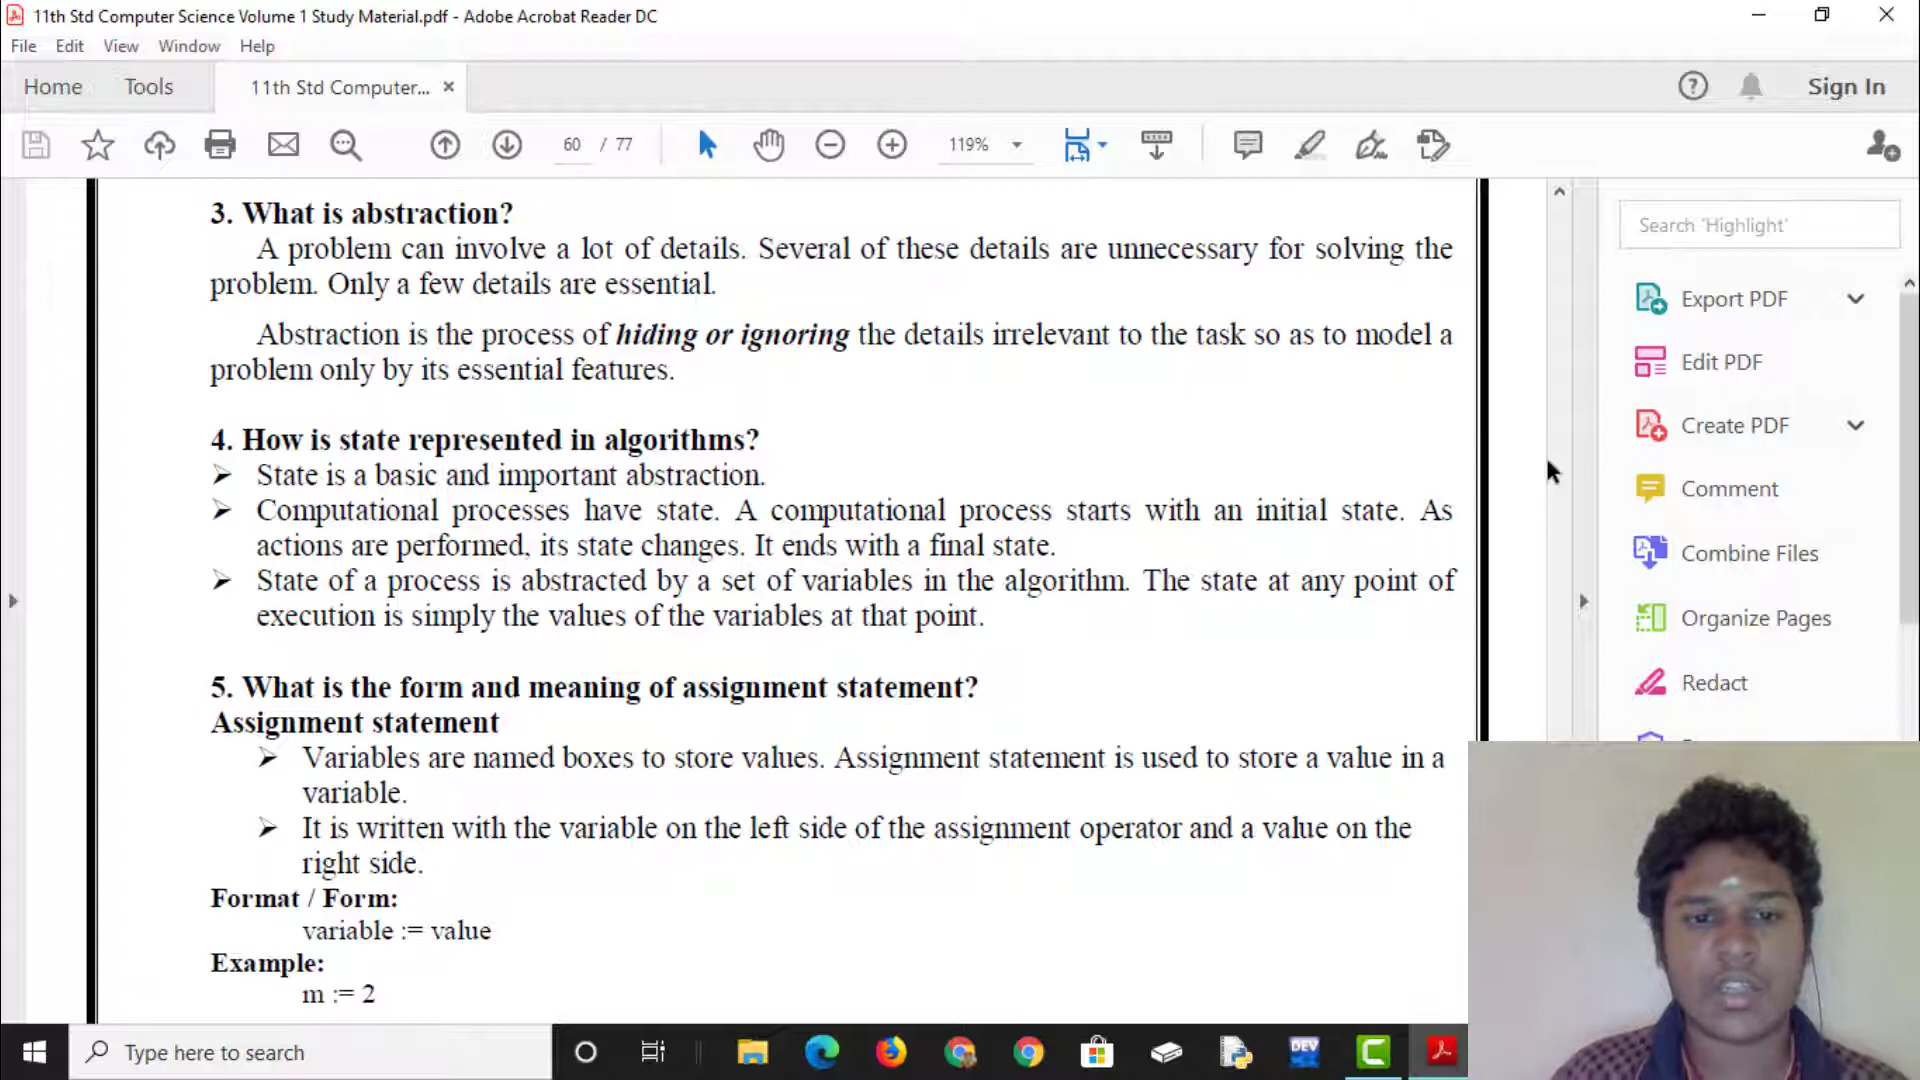 11th Std Computer Science Volume 1 Study Material.pdf - Adobe Acrobat Reader DC
File Edit View Window Help
Home Tools 11th Std Computer... × Sign In
60 / 77 119%
3. What is abstraction?
A problem can involve a lot of details. Several of these details are unnecessary for solving the
problem. Only a few details are essential.
Abstraction is the process of hiding or ignoring the details irrelevant to the task so as to model a
problem only by its essential features.
4. How is state represented in algorithms?
➢ State is a basic and important abstraction.
➢ Computational processes have state. A computational process starts with an initial state. As
actions are performed, its state changes. It ends with a final state.
➢ State of a process is abstracted by a set of variables in the algorithm. The state at any point of
execution is simply the values of the variables at that point.
5. What is the form and meaning of assignment statement?
Assignment statement
➢ Variables are named boxes to store values. Assignment statement is used to store a value in a
variable.
➢ It is written with the variable on the left side of the assignment operator and a value on the
right side.
Format / Form:
variable := value
Example:
m := 2
Search 'Highlight'
Export PDF
Edit PDF
Create PDF
Comment
Combine Files
Organize Pages
Redact
Type here to search
DEV